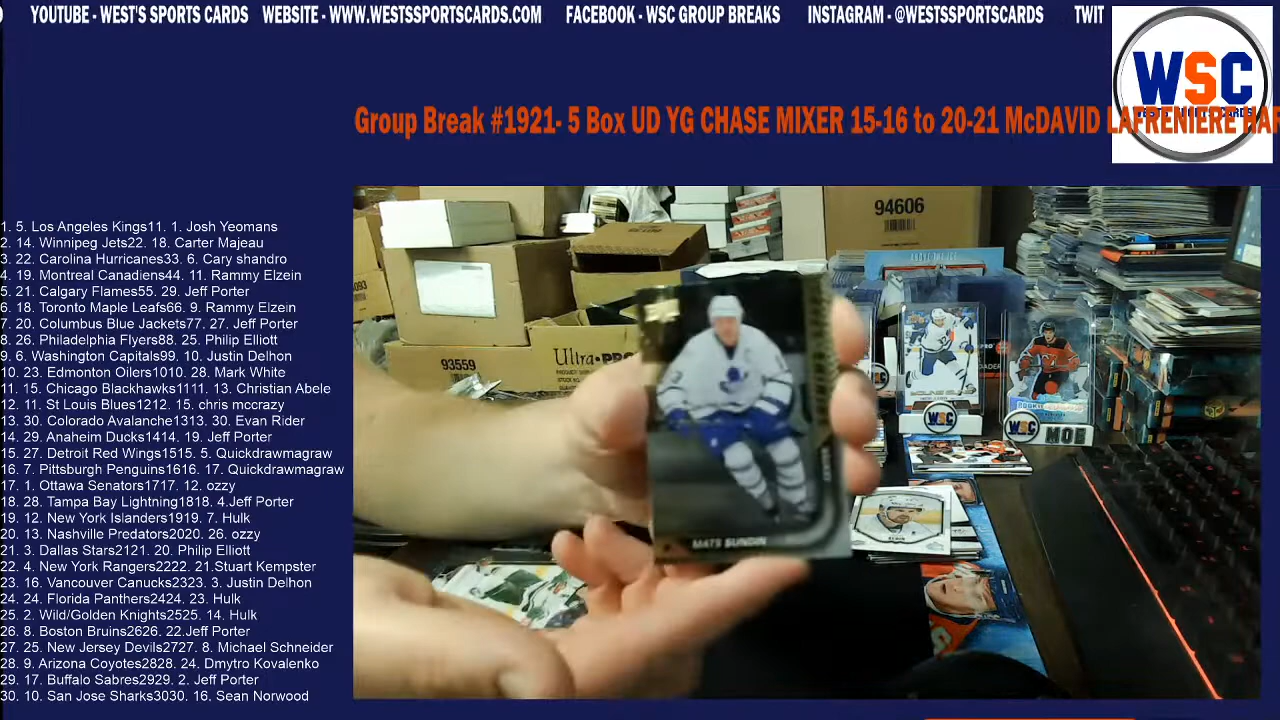 YOUTUBE - WEST'S SPORTS CARDS WEBSITE - WWW.WESTSSPORTSCARDS.COM FACEBOOK - WSC GROUP BREAKS INSTAGRAM - @WESTSSPORTSCARDS TWIT
WSC
Group Break #1921- 5 Box UD YG CHASE MIXER 15-16 to 20-21 McDAVID LAFRENIERE HAR
1. 5. Los Angeles Kings11. 1. Josh Yeomans
2. 14. Winnipeg Jets22. 18. Carter Majeau
3. 22. Carolina Hurricanes33. 6. Cary shandro
4. 19. Montreal Canadiens44. 11. Rammy Elzein
5. 21. Calgary Flames55. 29. Jeff Porter
6. 18. Toronto Maple Leafs66. 9. Rammy Elzein
7. 20. Columbus Blue Jackets77. 27. Jeff Porter
8. 26. Philadelphia Flyers88. 25. Philip Elliott
9. 6. Washington Capitals99. 10. Justin Delhon
10. 23. Edmonton Oilers1010. 28. Mark White
11. 15. Chicago Blackhawks1111. 13. Christian Abele
12. 11. St Louis Blues1212. 15. chris mccrazy
13. 30. Colorado Avalanche1313. 30. Evan Rider
14. 29. Anaheim Ducks1414. 19. Jeff Porter
15. 27. Detroit Red Wings1515. 5. Quickdrawmagraw
16. 7. Pittsburgh Penguins1616. 17. Quickdrawmagraw
17. 1. Ottawa Senators1717. 12. ozzy
18. 28. Tampa Bay Lightning1818. 4.Jeff Porter
19. 12. New York Islanders1919. 7. Hulk
20. 13. Nashville Predators2020. 26. ozzy
21. 3. Dallas Stars2121. 20. Philip Elliott
22. 4. New York Rangers2222. 21.Stuart Kempster
23. 16. Vancouver Canucks2323. 3. Justin Delhon
24. 24. Florida Panthers2424. 23. Hulk
25. 2. Wild/Golden Knights2525. 14. Hulk
26. 8. Boston Bruins2626. 22.Jeff Porter
27. 25. New Jersey Devils2727. 8. Michael Schneider
28. 9. Arizona Coyotes2828. 24. Dmytro Kovalenko
29. 17. Buffalo Sabres2929. 2. Jeff Porter
30. 10. San Jose Sharks3030. 16. Sean Norwood
94606
93559
Ultra•PRO
MATS SUNDIN
WSC
WSC
MOE